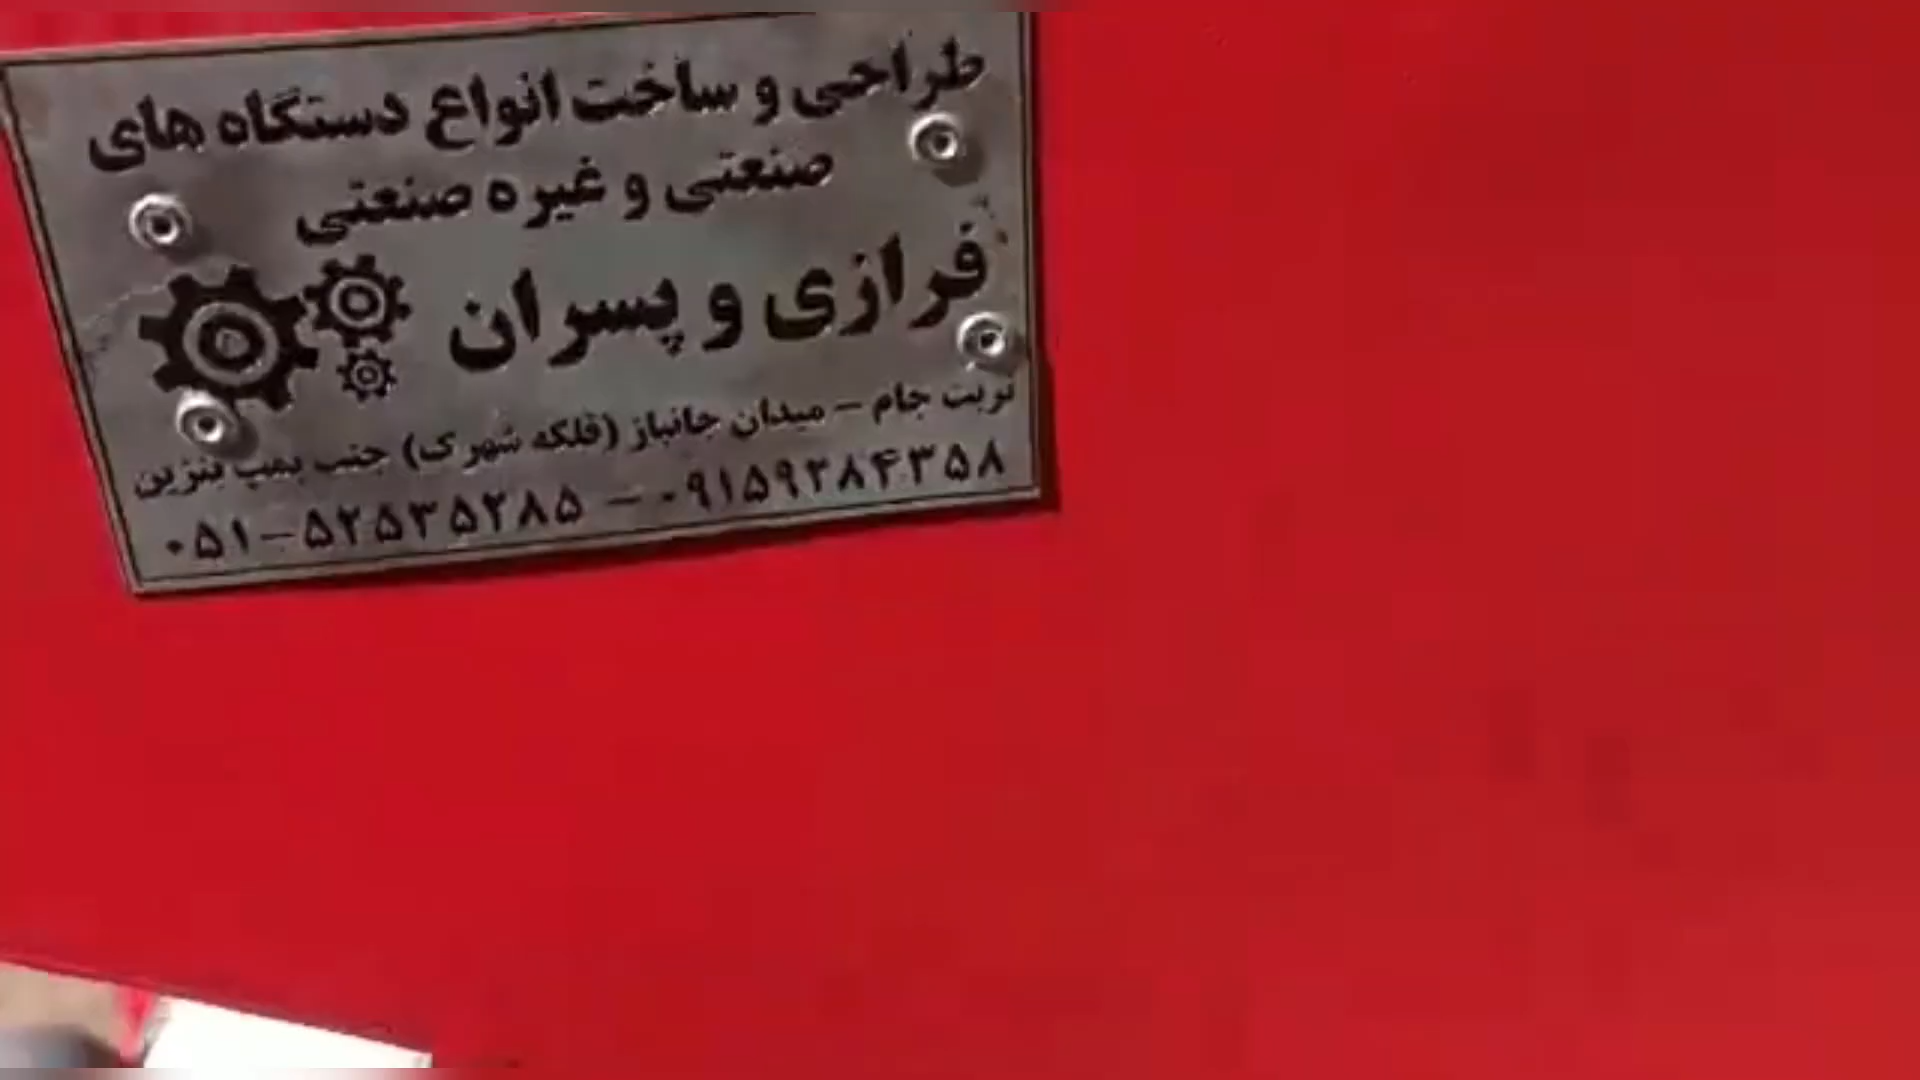 طراحی و ساخت انواع دستگاه های
صنعتی و غیره صنعتی
فرازی و پسران
تربت جام – میدان جانباز (فلکه شهرک) جنب پمپ بنزین
۰۵۱–۵۲۵۳۵۲۸۵ – ۰۹۱۵۹۲۸۴۳۵۸